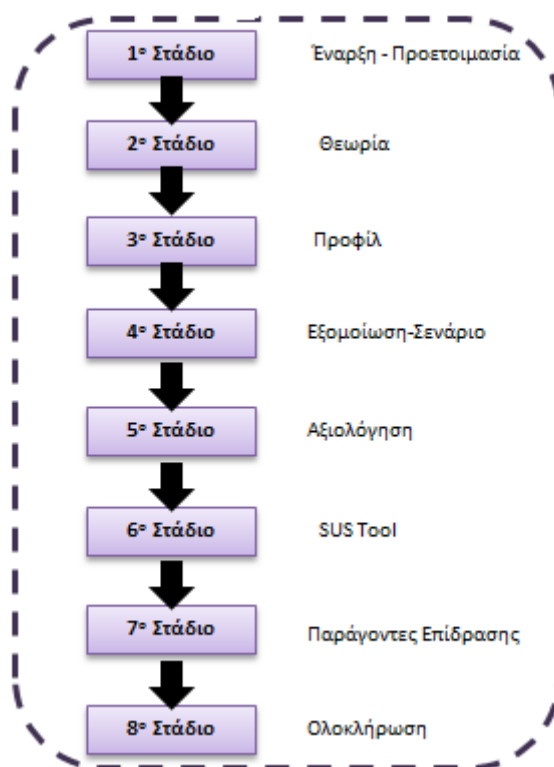 1ο Στάδιο Έναρξη - Προετοιμασία
2ο Στάδιο Θεωρία
3ο Στάδιο Προφίλ
4ο Στάδιο Εξομοίωση-Σενάριο
5ο Στάδιο Αξιολόγηση
6ο Στάδιο SUS Tool
7ο Στάδιο Παράγοντες Επίδρασης
8ο Στάδιο Ολοκλήρωση